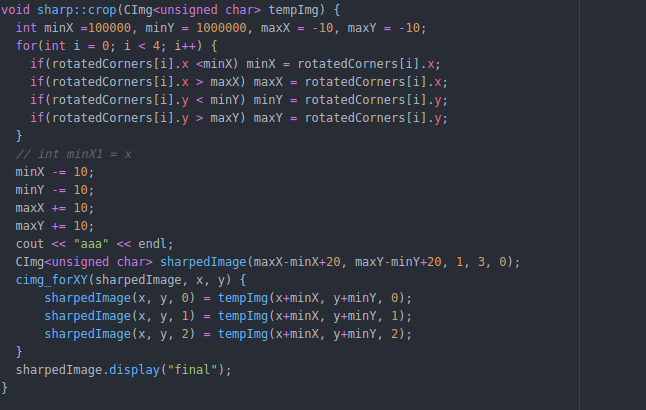 void sharp::crop(CImg<unsigned char> tempImg) {
  int minX =100000, minY = 1000000, maxX = -10, maxY = -10;
  for(int i = 0; i < 4; i++) {
    if(rotatedCorners[i].x <minX) minX = rotatedCorners[i].x;
    if(rotatedCorners[i].x > maxX) maxX = rotatedCorners[i].x;
    if(rotatedCorners[i].y < minY) minY = rotatedCorners[i].y;
    if(rotatedCorners[i].y > maxY) maxY = rotatedCorners[i].y;
  }
  // int minX1 = x
  minX -= 10;
  minY -= 10;
  maxX += 10;
  maxY += 10;
  cout << "aaa" << endl;
  CImg<unsigned char> sharpedImage(maxX-minX+20, maxY-minY+20, 1, 3, 0);
  cimg_forXY(sharpedImage, x, y) {
      sharpedImage(x, y, 0) = tempImg(x+minX, y+minY, 0);
      sharpedImage(x, y, 1) = tempImg(x+minX, y+minY, 1);
      sharpedImage(x, y, 2) = tempImg(x+minX, y+minY, 2);
  }
  sharpedImage.display("final");
}